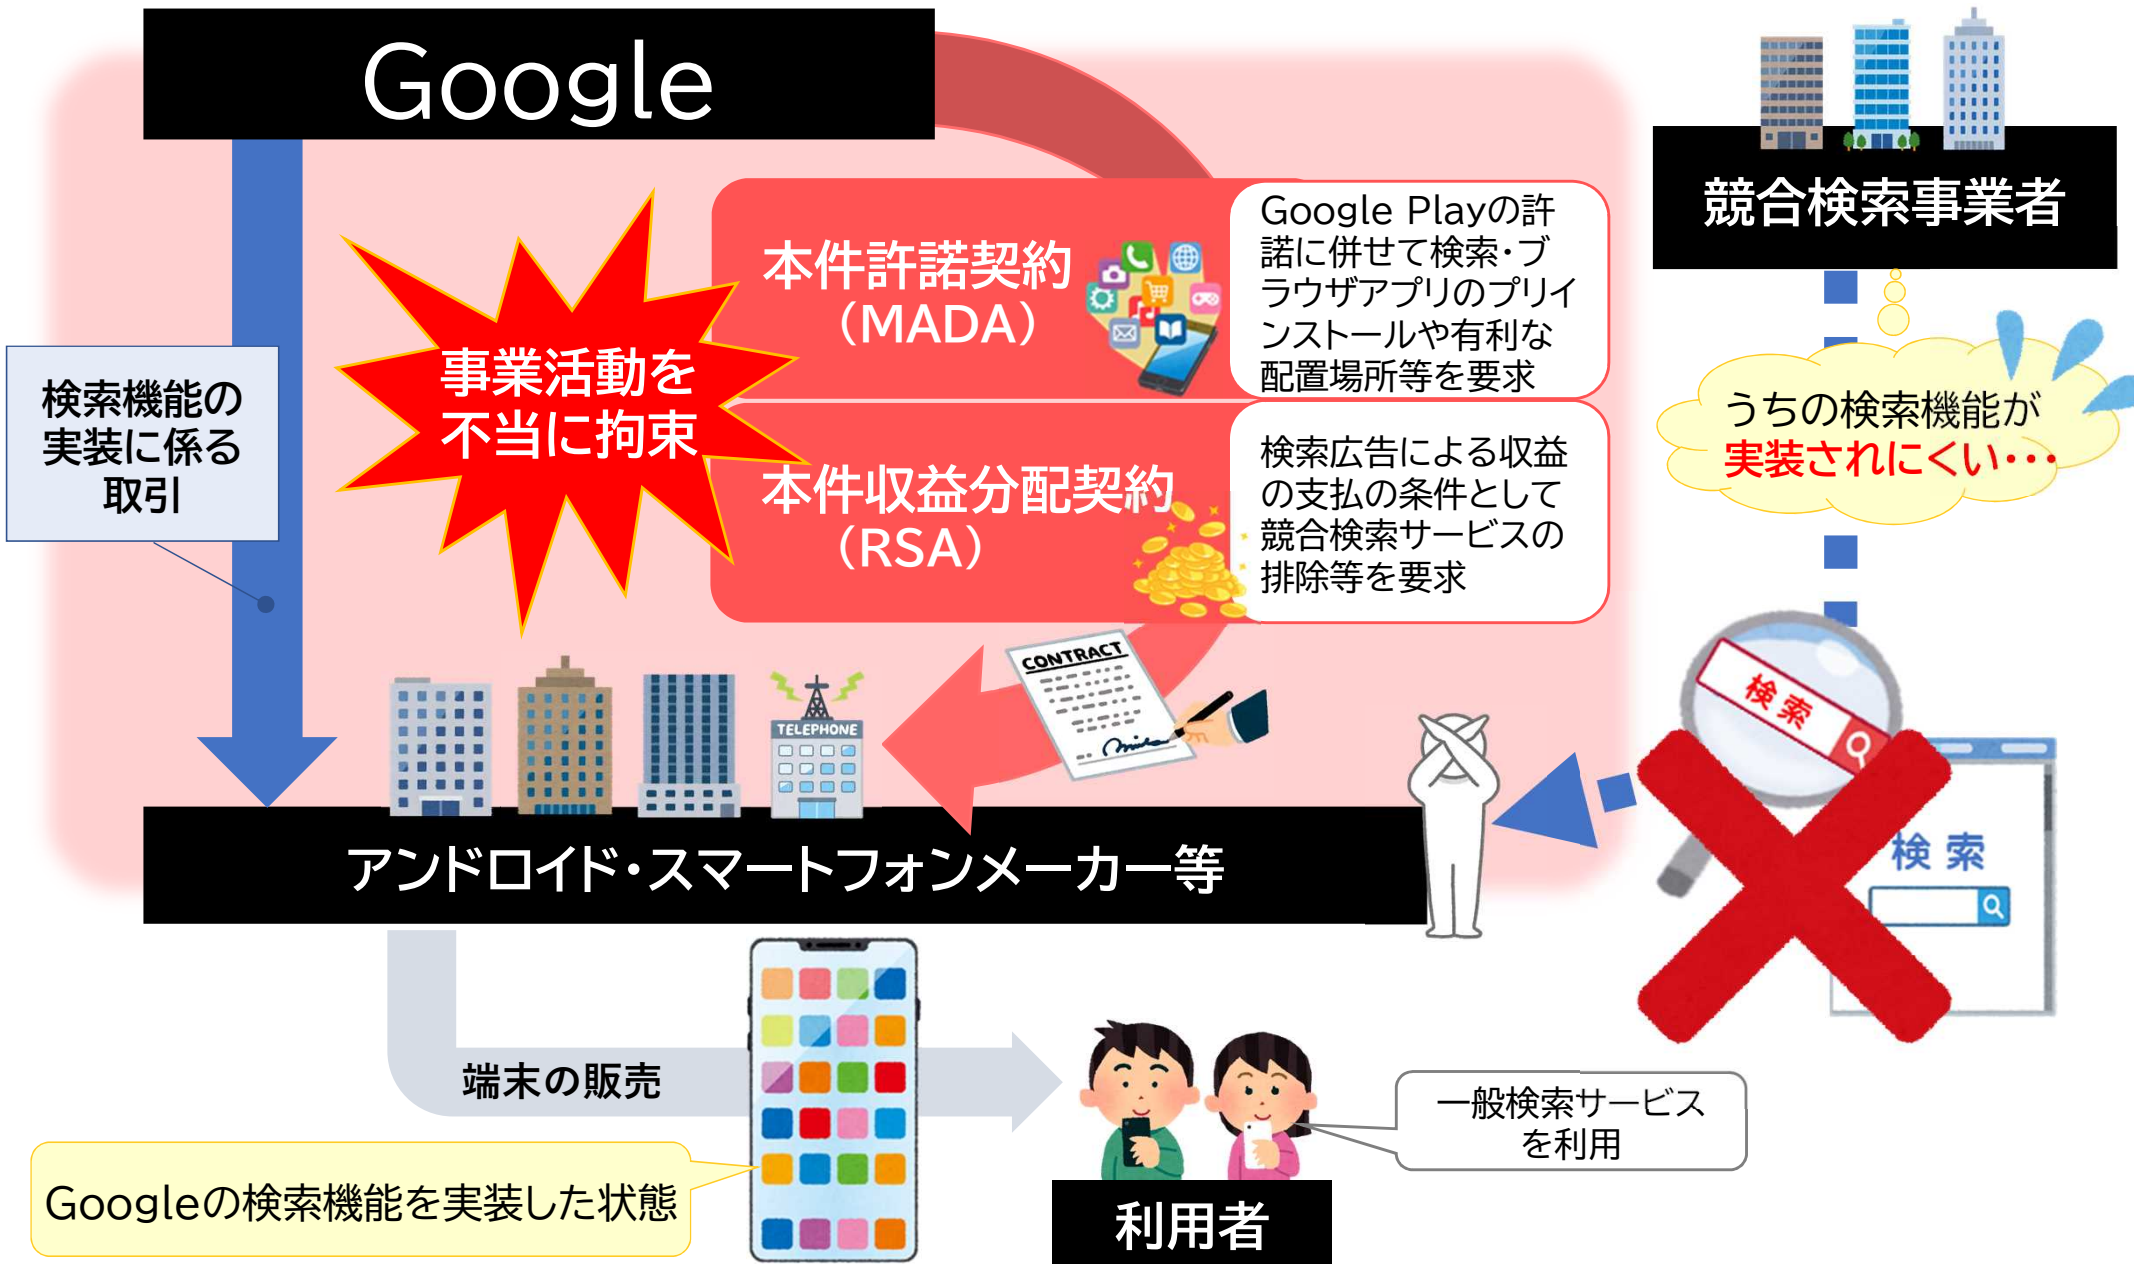 Google
競合検索事業者
本件許諾契約
（MADA）
Google Playの許
諾に併せて検索・ブ
ラウザアプリのプリイ
ンストールや有利な
配置場所等を要求
事業活動を
不当に拘束
検索機能の
実装に係る
取引
うちの検索機能が
実装されにくい・・・
本件収益分配契約
（RSA）
検索広告による収益
の支払の条件として
競合検索サービスの
排除等を要求
CONTRACT
TELEPHONE
検索
検索
アンドロイド・スマートフォンメーカー等
端末の販売
Googleの検索機能を実装した状態
一般検索サービス
を利用
利用者